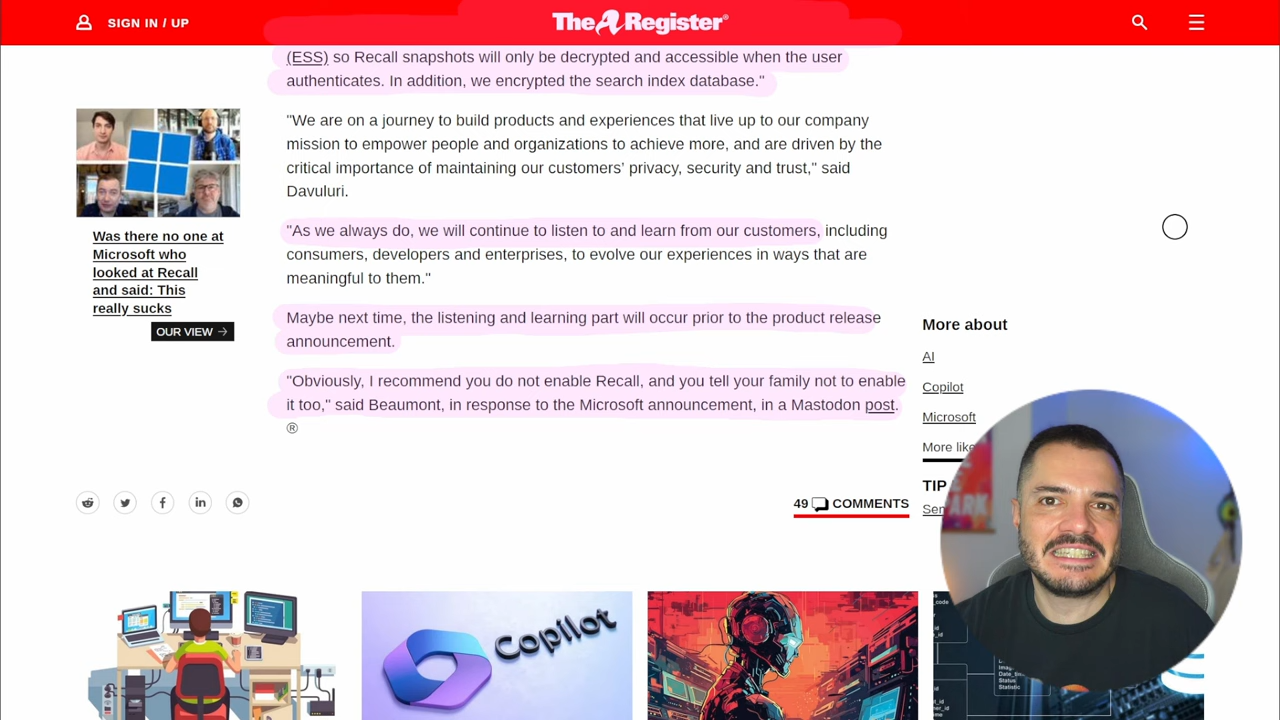 SIGN IN / UP
The Register®
(ESS) so Recall snapshots will only be decrypted and accessible when the user
authenticates. In addition, we encrypted the search index database."
"We are on a journey to build products and experiences that live up to our company
mission to empower people and organizations to achieve more, and are driven by the
critical importance of maintaining our customers' privacy, security and trust," said
Davuluri.
"As we always do, we will continue to listen to and learn from our customers, including
consumers, developers and enterprises, to evolve our experiences in ways that are
meaningful to them."
Maybe next time, the listening and learning part will occur prior to the product release
announcement.
"Obviously, I recommend you do not enable Recall, and you tell your family not to enable
it too," said Beaumont, in response to the Microsoft announcement, in a Mastodon post.
®
Was there no one at
Microsoft who
looked at Recall
and said: This
really sucks
OUR VIEW →
More about
AI
Copilot
Microsoft
More like
TIP
49 COMMENTS
Copilot
Status
Statistic